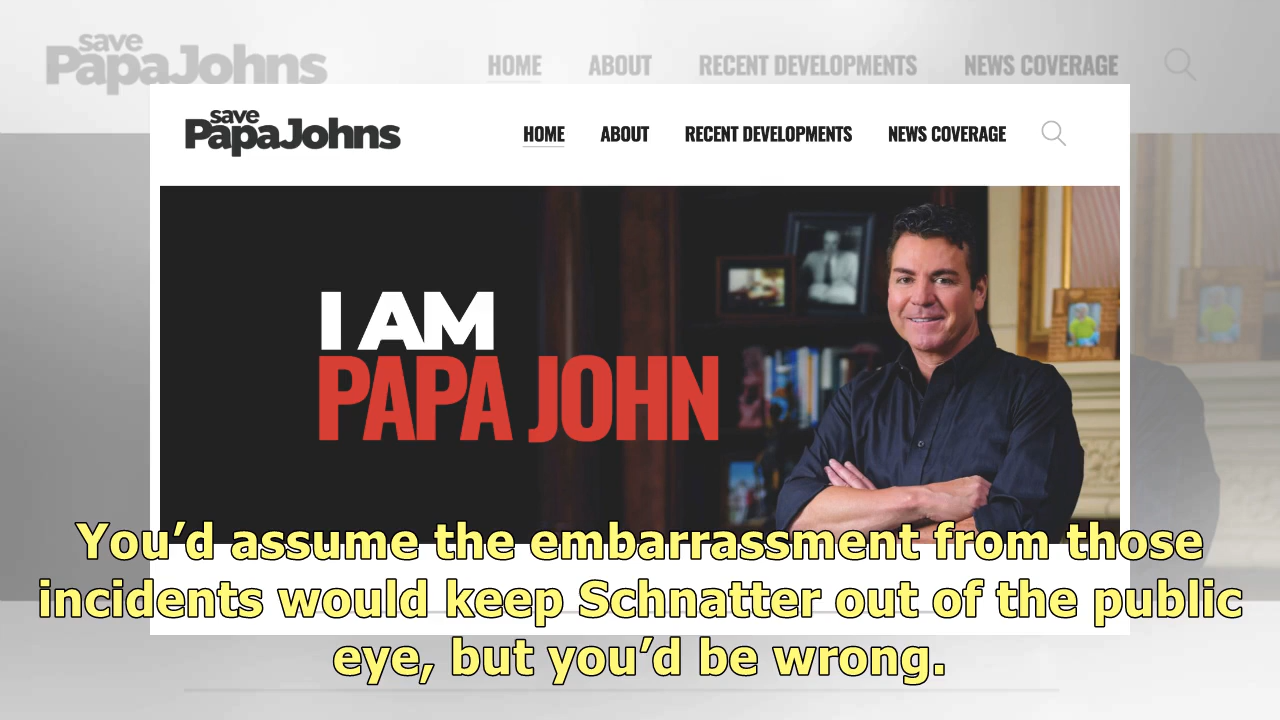 save
PapaJohns
HOME ABOUT RECENT DEVELOPMENTS NEWS COVERAGE
save
PapaJohns
HOME ABOUT RECENT DEVELOPMENTS NEWS COVERAGE
I AM
PAPA JOHN
You’d assume the embarrassment from those
incidents would keep Schnatter out of the public
eye, but you’d be wrong.